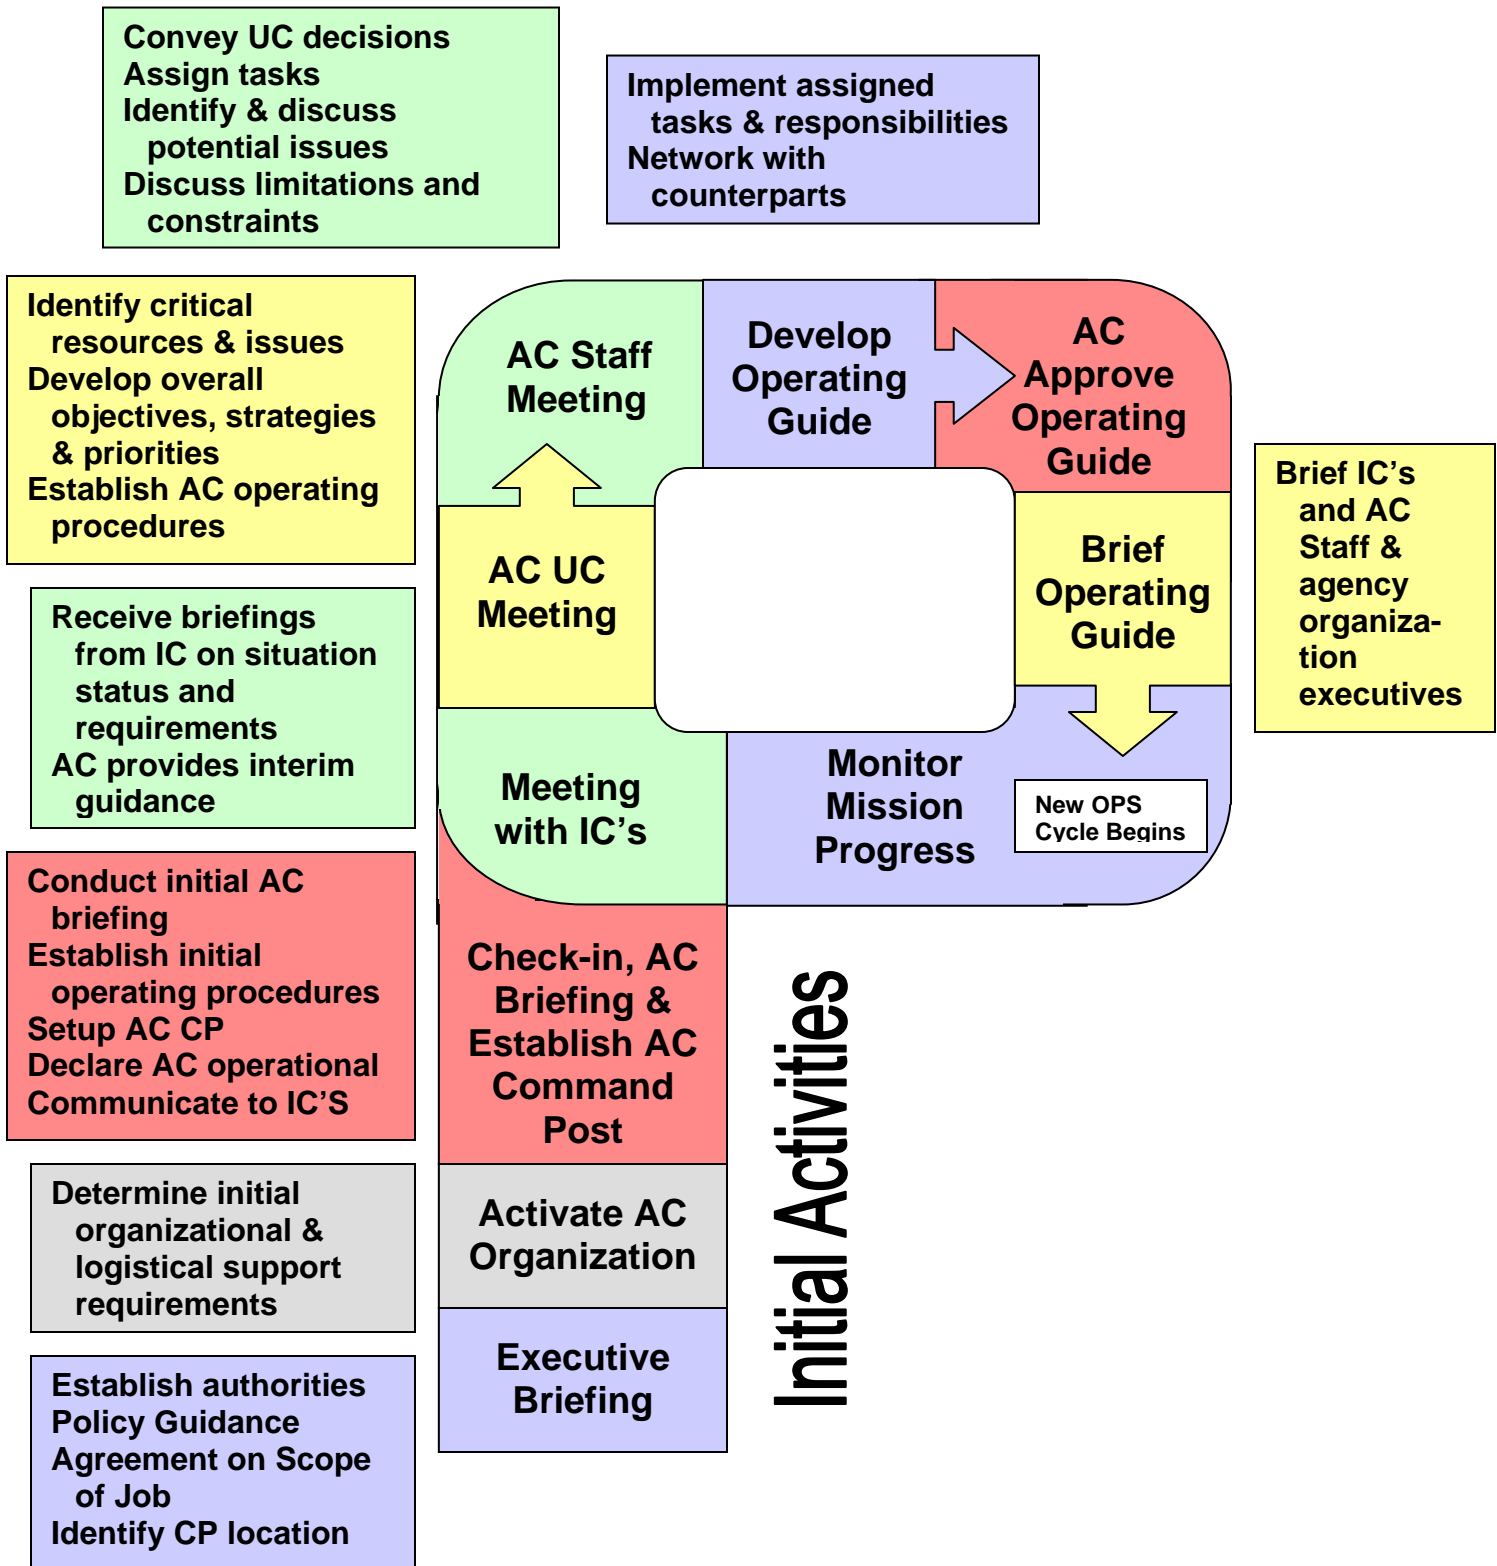 Convey UC decisions
Assign tasks
Identify & discuss
potential issues
Discuss limitations and
constraints
Implement assigned
tasks & responsibilities
Network with
counterparts
Identify critical
resources & issues
Develop overall
objectives, strategies
& priorities
Establish AC operating
procedures
AC Staff
Meeting
Develop
Operating
Guide
AC
Approve
Operating
Guide
Brief IC’s
and AC
Staff &
agency
organiza-
tion
executives
AC UC
Meeting
Brief
Operating
Guide
Receive briefings
from IC on situation
status and
requirements
AC provides interim
guidance
Meeting
with IC’s
Monitor
Mission
Progress
New OPS
Cycle Begins
Conduct initial AC
briefing
Establish initial
operating procedures
Setup AC CP
Declare AC operational
Communicate to IC’S
Check-in, AC
Briefing &
Establish AC
Command
Post
Initial Activities
Determine initial
organizational &
logistical support
requirements
Activate AC
Organization
Executive
Briefing
Establish authorities
Policy Guidance
Agreement on Scope
of Job
Identify CP location